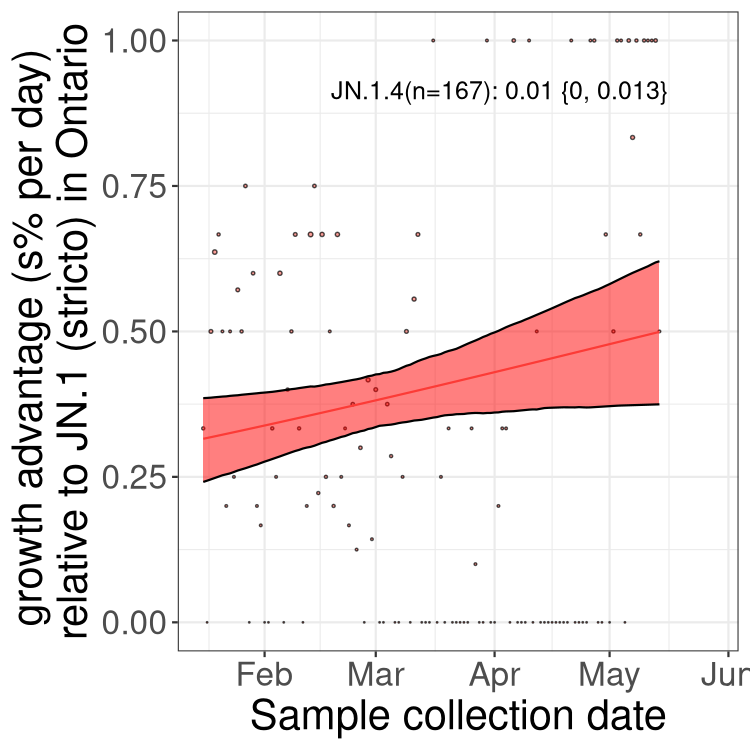 growth advantage (s% per day)
relative to JN.1 (stricto) in Ontario
1.00
0.75
0.50
0.25
0.00
JN.1.4(n=167): 0.01 {0, 0.013}
Feb Mar Apr May Jun
Sample collection date